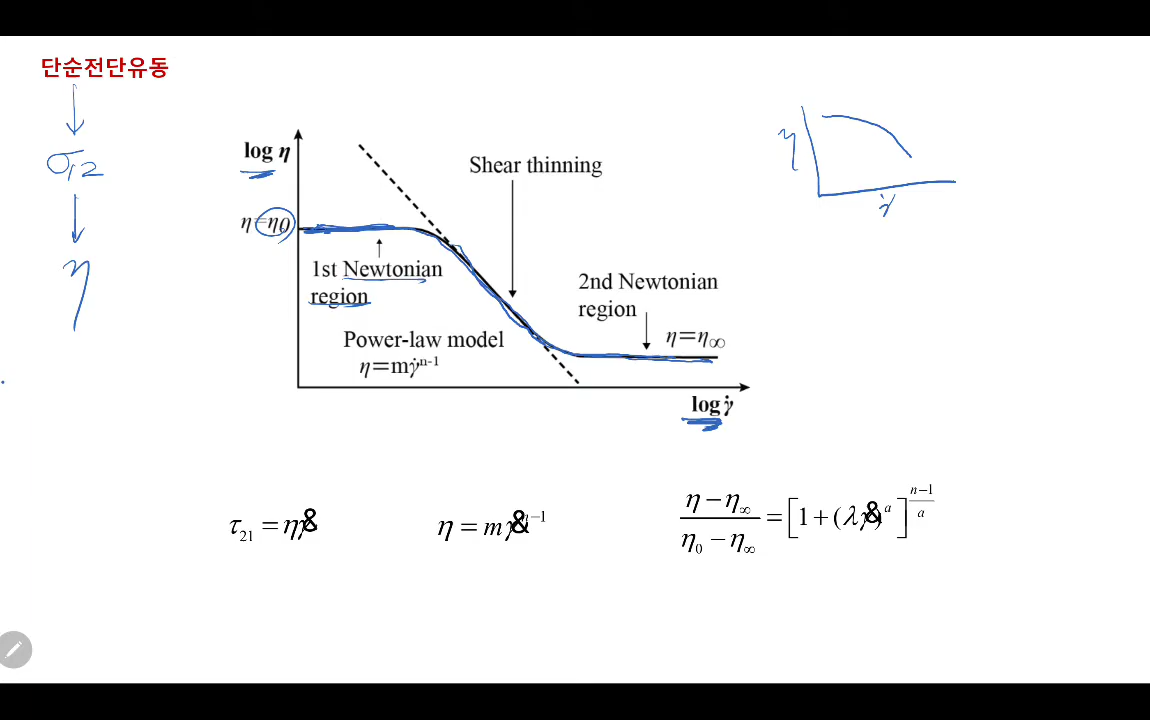 단순전단유동
σ12
η
log η
η=η0
1st Newtonian
region
Shear thinning
2nd Newtonian
region
η=η∞
Power-law model
η=mγ̇ⁿ⁻¹
log γ̇
η
γ̇
τ21 = ηγ&
η = mγ&ⁿ⁻¹
(η − η∞)/(η0 − η∞) = [1 + (λγ&)^a]^((n−1)/a)